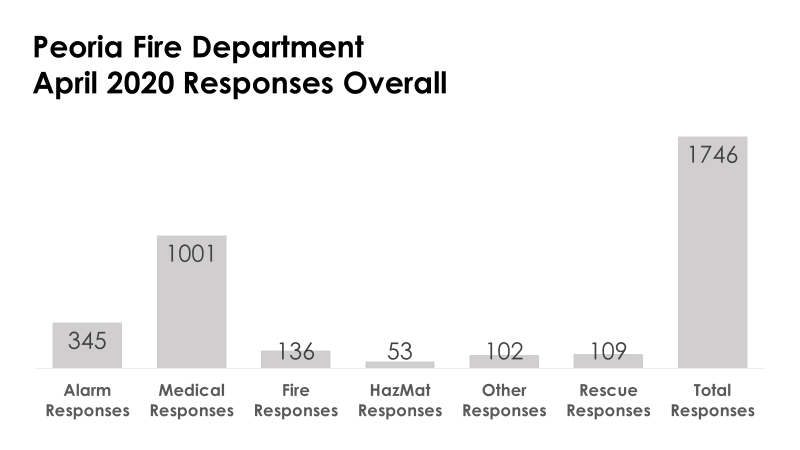 Peoria Fire Department
April 2020 Responses Overall
1746
1001
345
136
53
102
109
Alarm Responses
Medical Responses
Fire Responses
HazMat Responses
Other Responses
Rescue Responses
Total Responses